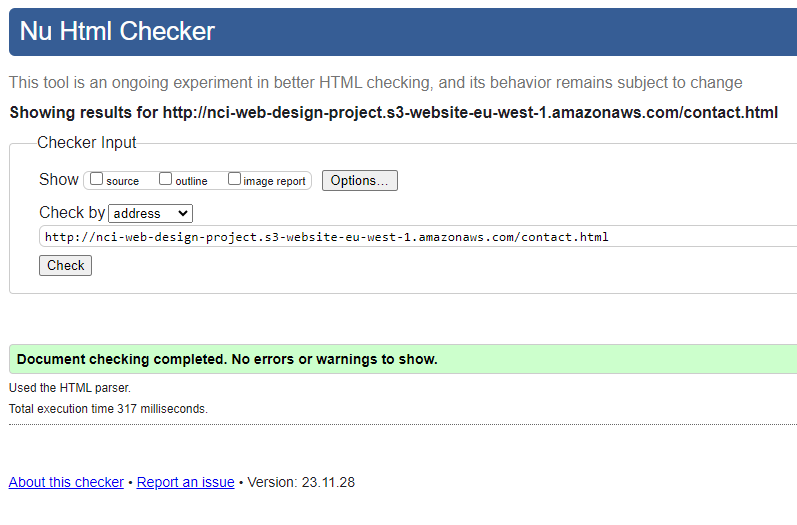 Nu Html Checker
This tool is an ongoing experiment in better HTML checking, and its behavior remains subject to change
Showing results for http://nci-web-design-project.s3-website-eu-west-1.amazonaws.com/contact.html
Checker Input
Show source outline image report Options...
Check by address
http://nci-web-design-project.s3-website-eu-west-1.amazonaws.com/contact.html
Check
Document checking completed. No errors or warnings to show.
Used the HTML parser.
Total execution time 317 milliseconds.
About this checker • Report an issue • Version: 23.11.28